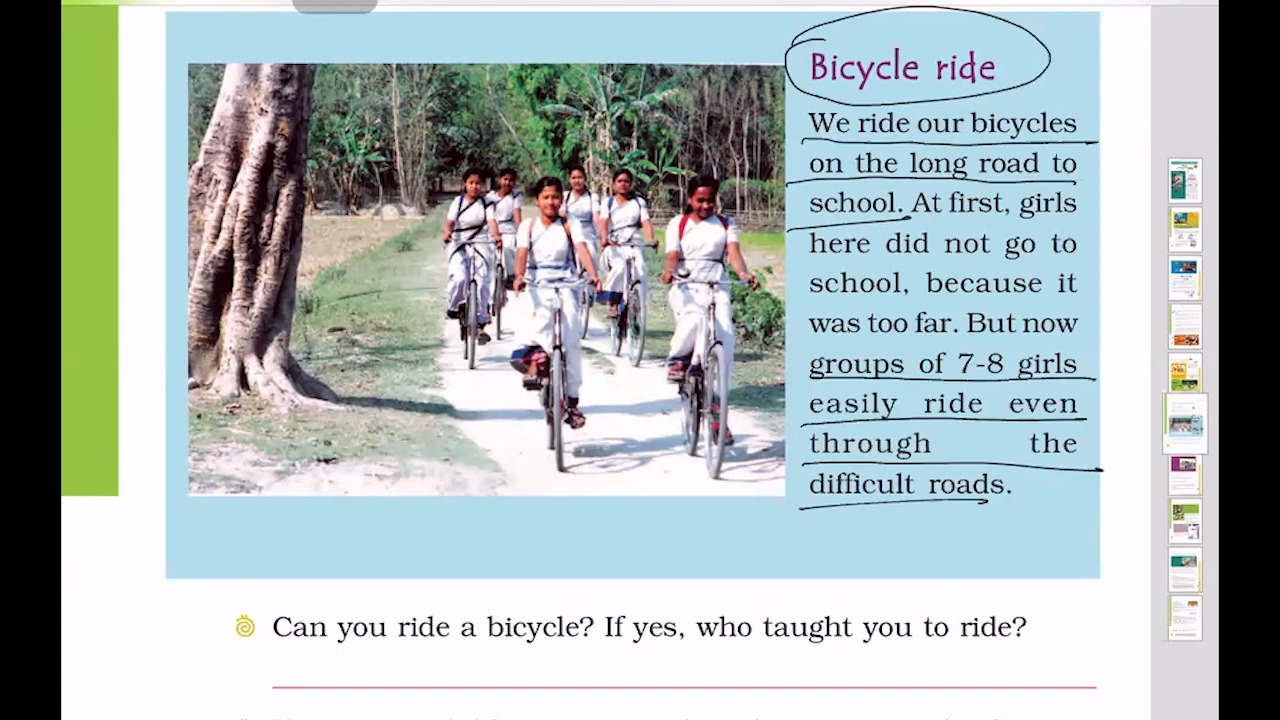 Bicycle ride
We ride our bicycles
on the long road to
school. At first, girls
here did not go to
school, because it
was too far. But now
groups of 7-8 girls
easily ride even
through the
difficult roads.
Can you ride a bicycle? If yes, who taught you to ride?